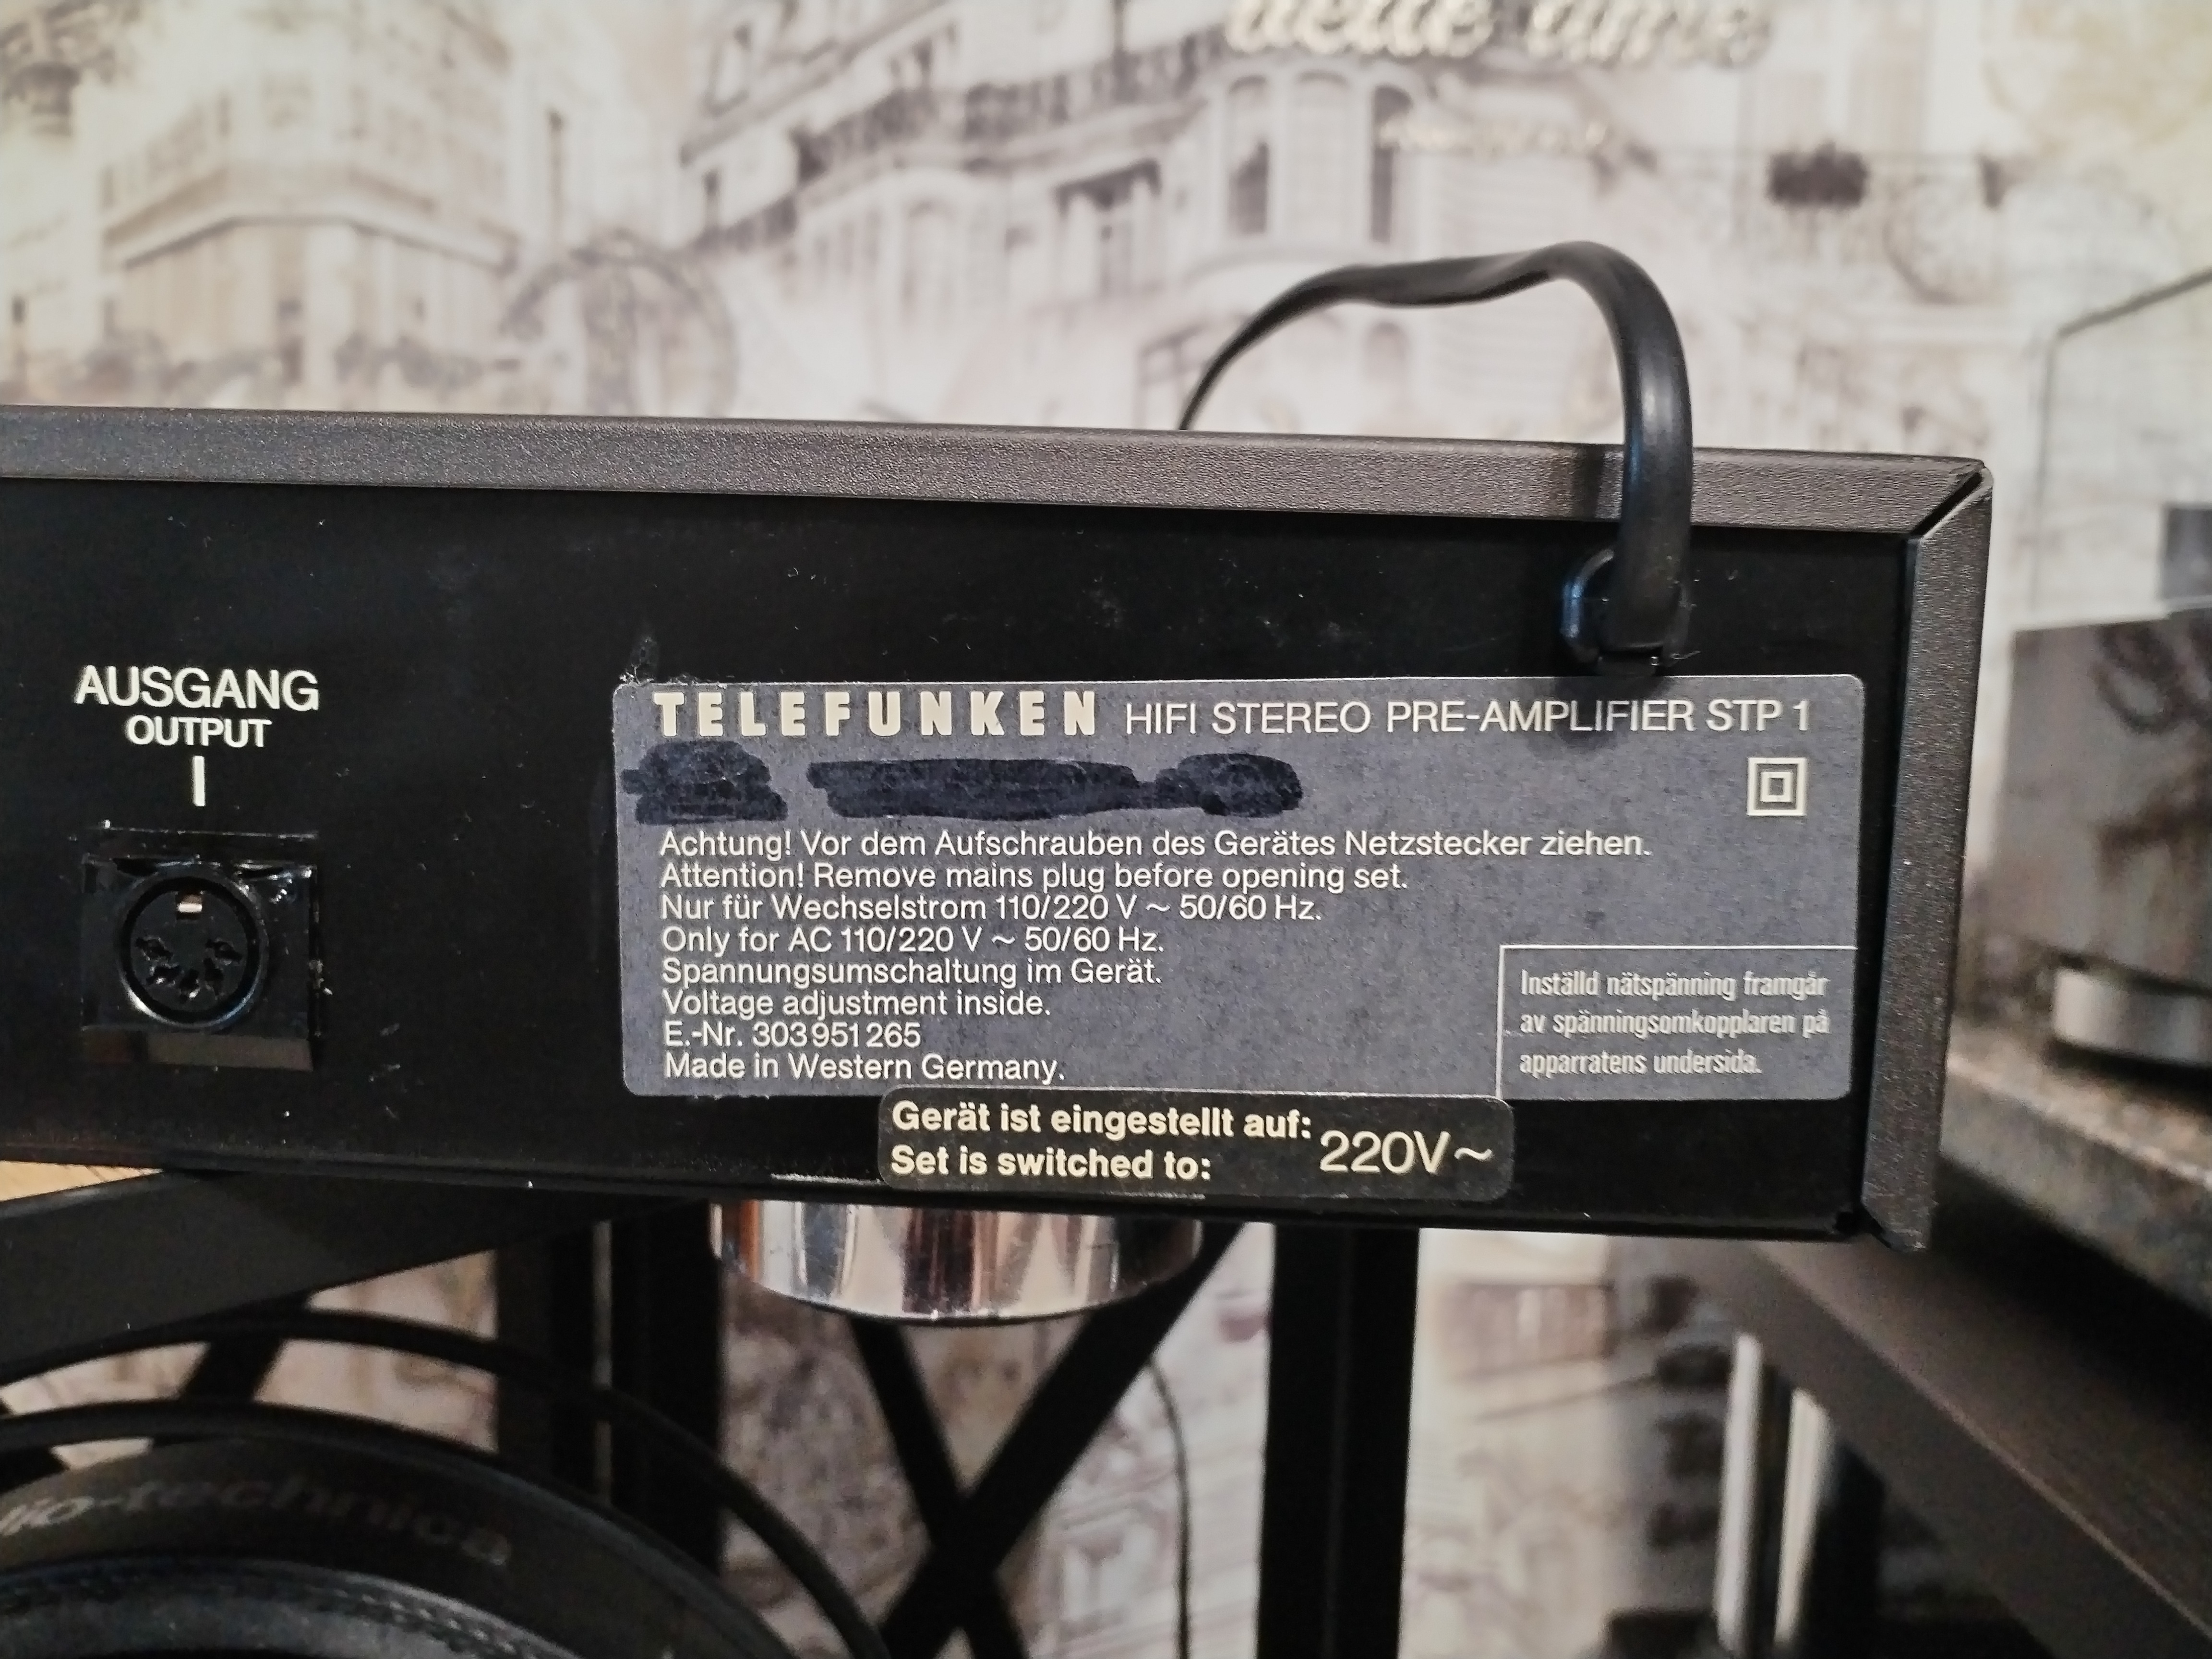 AUSGANG
OUTPUT
TELEFUNKEN HIFI STEREO PRE-AMPLIFIER STP 1
Achtung! Vor dem Aufschrauben des Gerätes Netzstecker ziehen.
Attention! Remove mains plug before opening set.
Nur für Wechselstrom 110/220 V ~ 50/60 Hz.
Only for AC 110/220 V ~ 50/60 Hz.
Spannungsumschaltung im Gerät.
Voltage adjustment inside.
E.-Nr. 303951265
Made in Western Germany.
Inställd nätspänning framgår
av spänningsomkopplaren på
apparratens undersida.
Gerät ist eingestellt auf:
Set is switched to:
220V~
io-technica